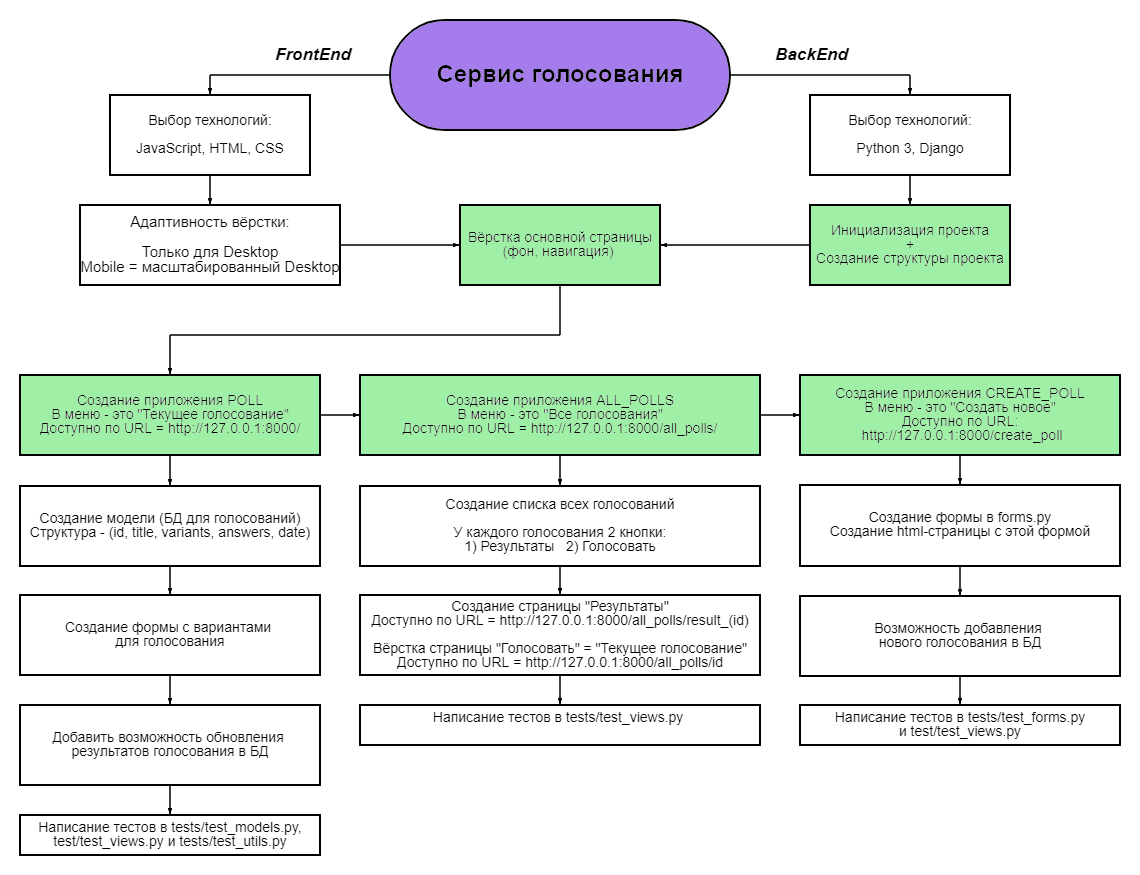 FrontEnd
BackEnd
Сервис голосования
Выбор технологий:
JavaScript, HTML, CSS
Выбор технологий:
Python 3, Django
Адаптивность вёрстки:
Только для Desktop
Mobile = масштабированный Desktop
Вёрстка основной страницы
(фон, навигация)
Инициализация проекта
+
Создание структуры проекта
Создание приложения POLL
В меню - это "Текущее голосование"
Доступно по URL = http://127.0.0.1:8000/
Создание приложения ALL_POLLS
В меню - это "Все голосования"
Доступно по URL = http://127.0.0.1:8000/all_polls/
Создание приложения CREATE_POLL
В меню - это "Создать новое"
Доступно по URL:
http://127.0.0.1:8000/create_poll
Создание модели (БД для голосований)
Структура - (id, title, variants, answers, date)
Создание списка всех голосований
У каждого голосования 2 кнопки:
1) Результаты   2) Голосовать
Создание формы в forms.py
Создание html-страницы с этой формой
Создание формы с вариантами
для голосования
Создание страницы "Результаты"
Доступно по URL = http://127.0.0.1:8000/all_polls/result_(id)
Вёрстка страницы "Голосовать" = "Текущее голосование"
Доступно по URL = http://127.0.0.1:8000/all_polls/id
Возможность добавления
нового голосования в БД
Добавить возможность обновления
результатов голосования в БД
Написание тестов в tests/test_views.py
Написание тестов в tests/test_forms.py
и test/test_views.py
Написание тестов в tests/test_models.py,
test/test_views.py и tests/test_utils.py